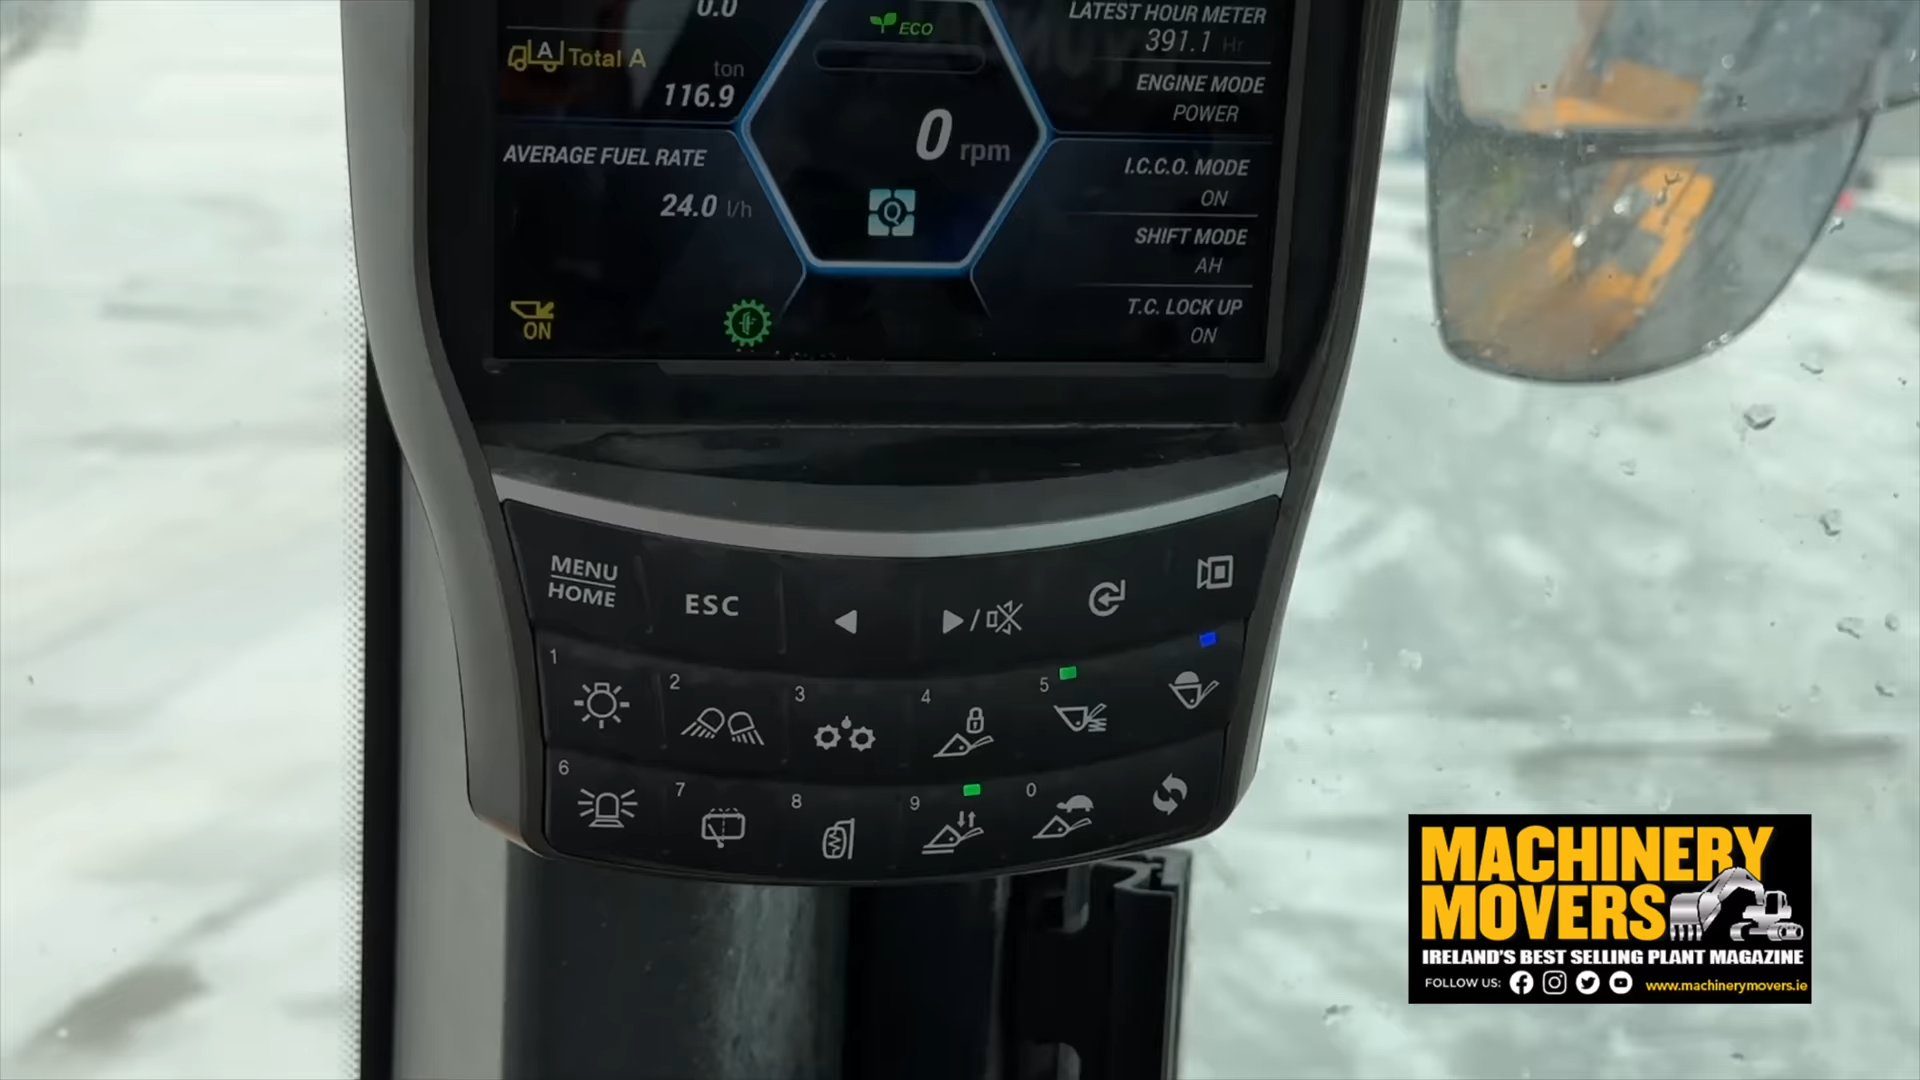 0.0
LATEST HOUR METER
391.1 Hr
ECO
A Total A
ton
116.9
ENGINE MODE
POWER
0 rpm
AVERAGE FUEL RATE
24.0 l/h
Q
I.C.C.O. MODE
ON
SHIFT MODE
AH
T.C. LOCK UP
ON
ON
MENU
HOME
ESC
/
1
2
3
4
5
6
7
8
9
0
MACHINERY
MOVERS
IRELAND'S BEST SELLING PLANT MAGAZINE
FOLLOW US: www.machinerymovers.ie